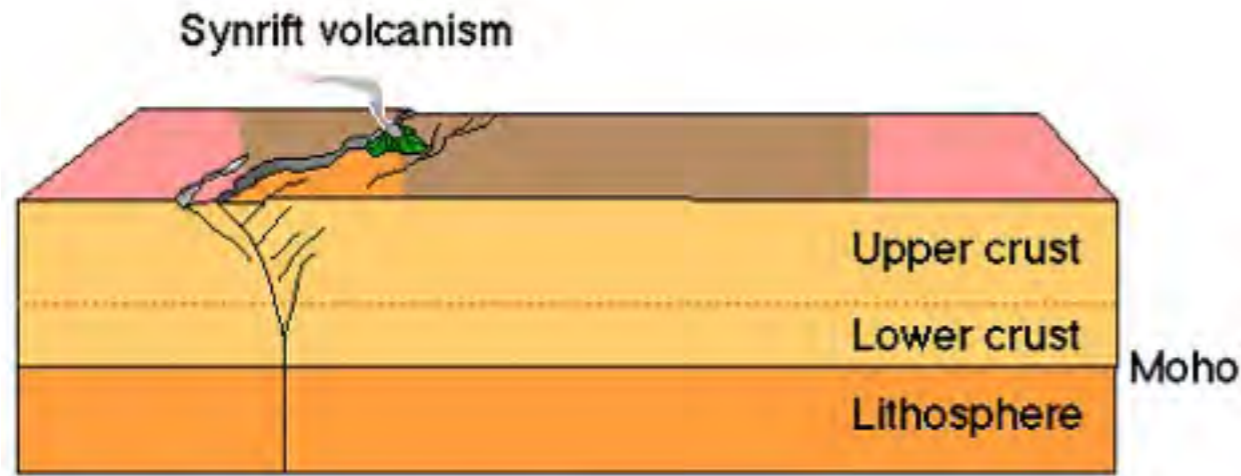 Synrift volcanism
Upper crust
Lower crust
Moho
Lithosphere